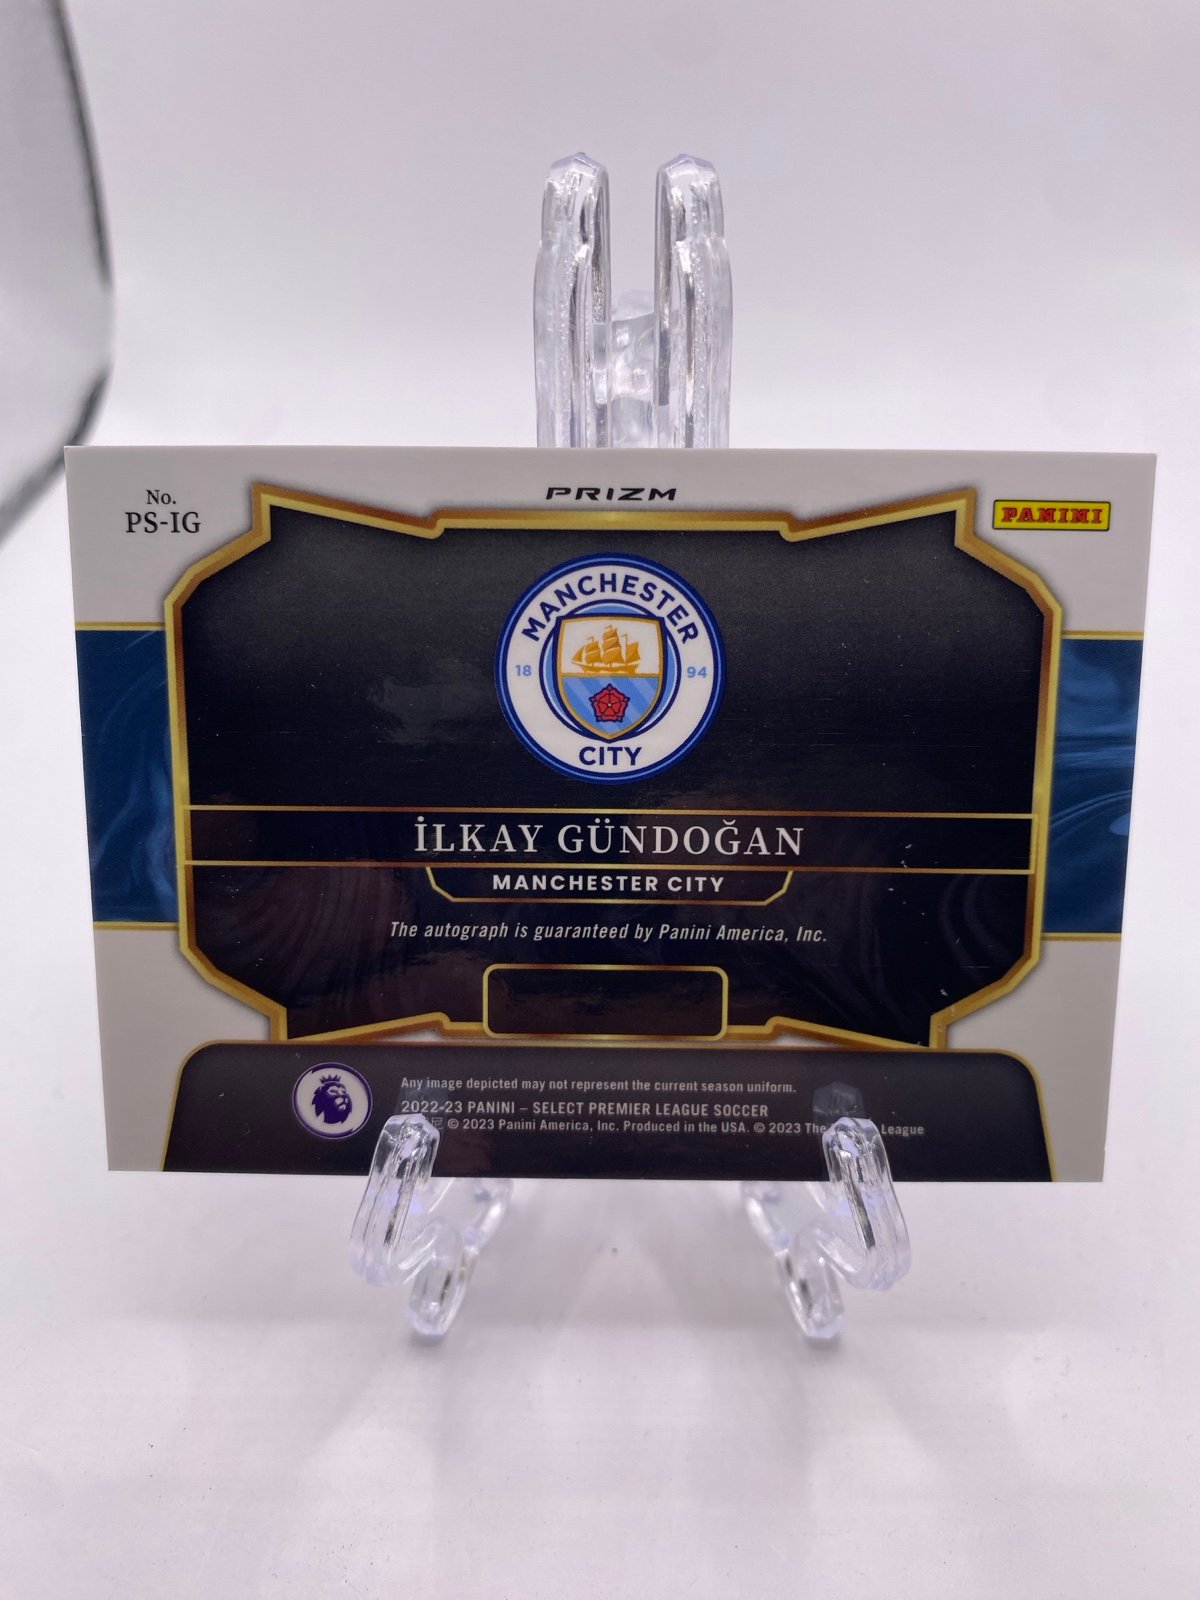 No.
PS-IG
PRIZM
PANINI
MANCHESTER
18 94
CITY
İLKAY GÜNDOĞAN
MANCHESTER CITY
The autograph is guaranteed by Panini America, Inc.
Any image depicted may not represent the current season uniform.
2022-23 PANINI – SELECT PREMIER LEAGUE SOCCER
© 2023 Panini America, Inc. Produced in the USA. © 2023 The League